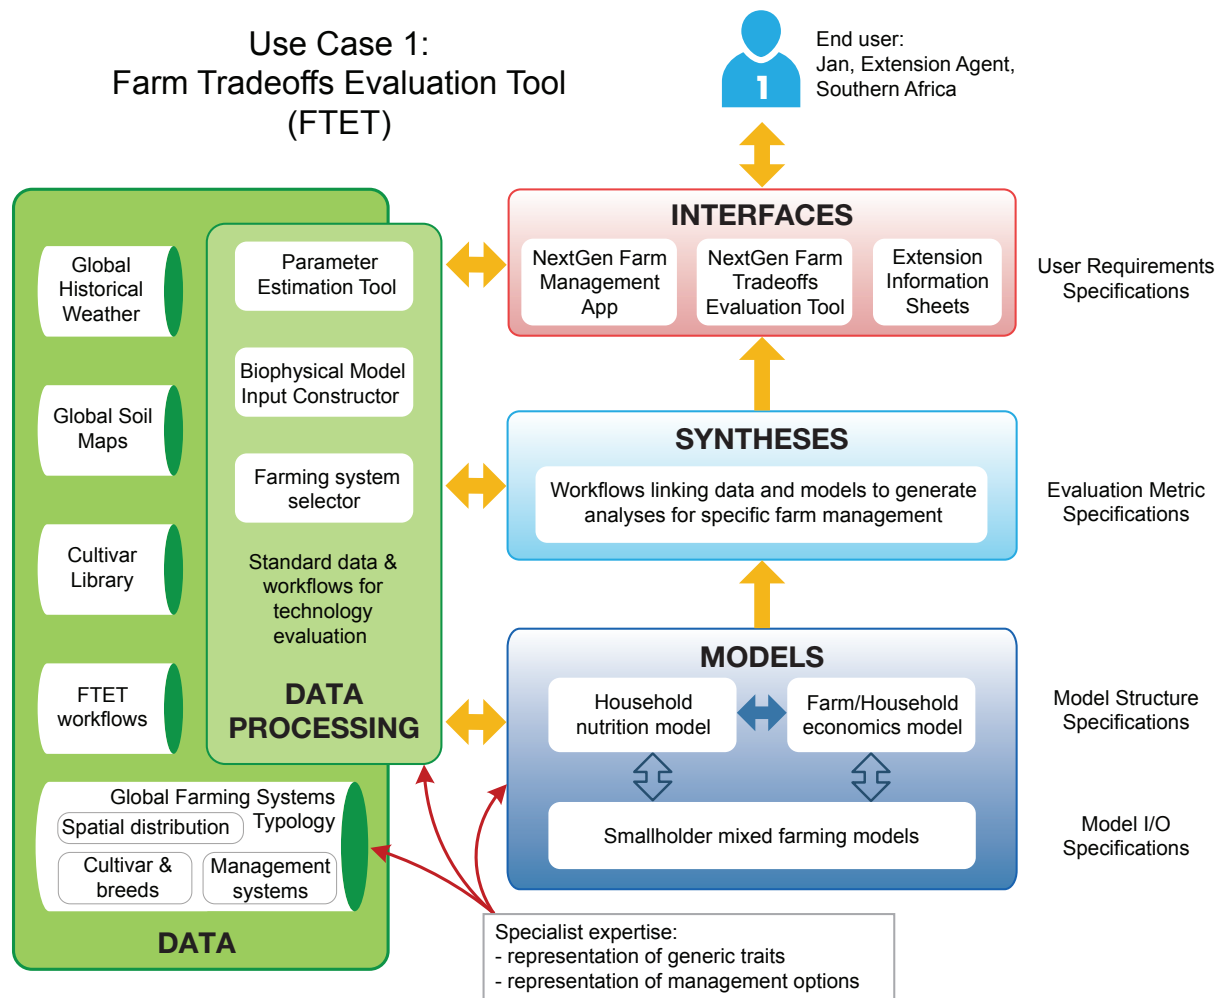 Use Case 1:
Farm Tradeoffs Evaluation Tool
(FTET)
1
End user:
Jan, Extension Agent,
Southern Africa
Global
Historical
Weather
Global Soil
Maps
Cultivar
Library
FTET
workflows
Global Farming Systems
Typology
Spatial distribution
Cultivar &
breeds
Management
systems
DATA
Parameter
Estimation Tool
Biophysical Model
Input Constructor
Farming system
selector
Standard data &
workflows for
technology
evaluation
DATA
PROCESSING
INTERFACES
NextGen Farm
Management
App
NextGen Farm
Tradeoffs
Evaluation Tool
Extension
Information
Sheets
User Requirements
Specifications
SYNTHESES
Workflows linking data and models to generate
analyses for specific farm management
Evaluation Metric
Specifications
MODELS
Household
nutrition model
Farm/Household
economics model
Smallholder mixed farming models
Model Structure
Specifications
Model I/O
Specifications
Specialist expertise:
- representation of generic traits
- representation of management options